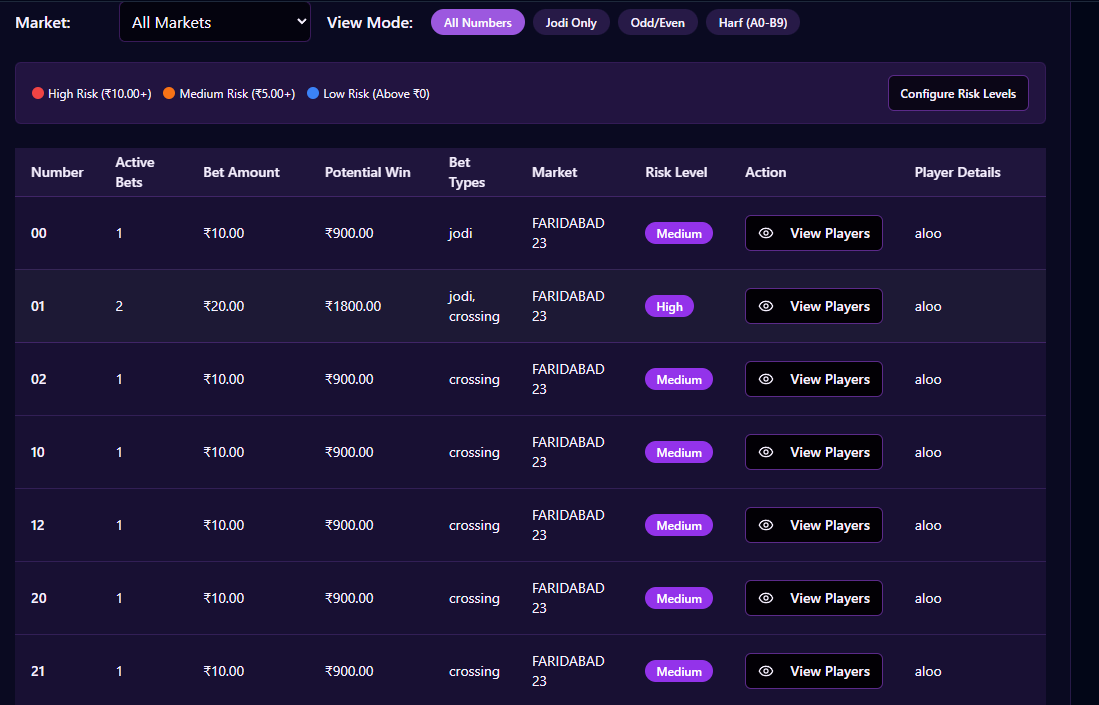 Market: All Markets View Mode: All Numbers Jodi Only Odd/Even Harf (A0-B9)
High Risk (₹10.00+) Medium Risk (₹5.00+) Low Risk (Above ₹0) Configure Risk Levels
Number Active Bets Bet Amount Potential Win Bet Types Market Risk Level Action Player Details
00 1 ₹10.00 ₹900.00 jodi FARIDABAD 23 Medium View Players aloo
01 2 ₹20.00 ₹1800.00 jodi, crossing FARIDABAD 23 High View Players aloo
02 1 ₹10.00 ₹900.00 crossing FARIDABAD 23 Medium View Players aloo
10 1 ₹10.00 ₹900.00 crossing FARIDABAD 23 Medium View Players aloo
12 1 ₹10.00 ₹900.00 crossing FARIDABAD 23 Medium View Players aloo
20 1 ₹10.00 ₹900.00 crossing FARIDABAD 23 Medium View Players aloo
21 1 ₹10.00 ₹900.00 crossing FARIDABAD 23 Medium View Players aloo